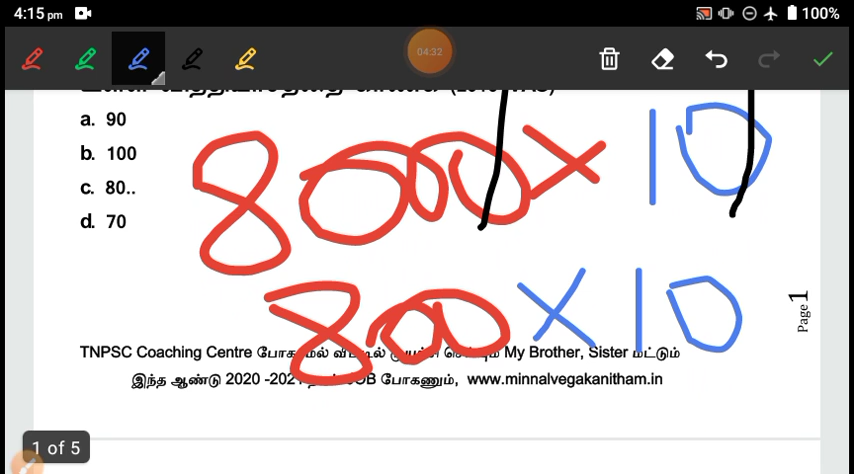 4:15 pm 100%
04:32
a. 90
b. 100
c. 80..
d. 70
8000 × 10
800 × 10
Page 1
TNPSC Coaching Centre My Brother, Sister மட்டும்
இந்த ஆண்டு 2020 -2021 JOB போகணும், www.minnalvegakanitham.in
1 of 5